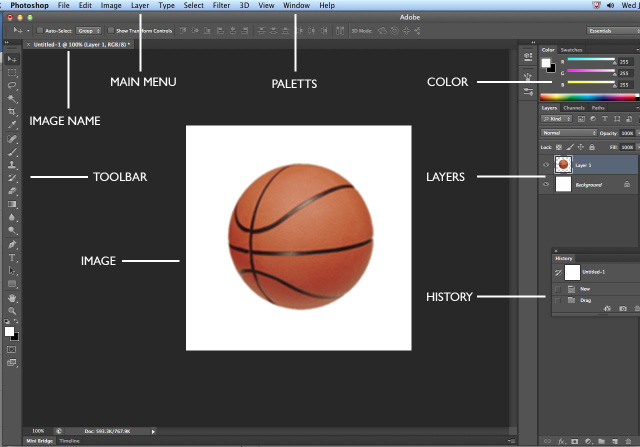 Photoshop File Edit Image Layer Type Select Filter 3D View Window Help Wed J
Adobe
Auto-Select: Group Show Transform Controls 3D Mode: Essentials
Untitled-1 @ 100% (Layer 1, RGB/8) *
Color Swatches
R 255
G 255
B 255
MAIN MENU
PALETTS
COLOR
IMAGE NAME
Layers Channels Paths
Kind
Normal Opacity: 100%
Lock: Fill: 100%
Layer 1
TOOLBAR
LAYERS
Background
IMAGE
History
Untitled-1
New
HISTORY
Drag
100% Doc: 593.3K/767.9K
Mini Bridge Timeline